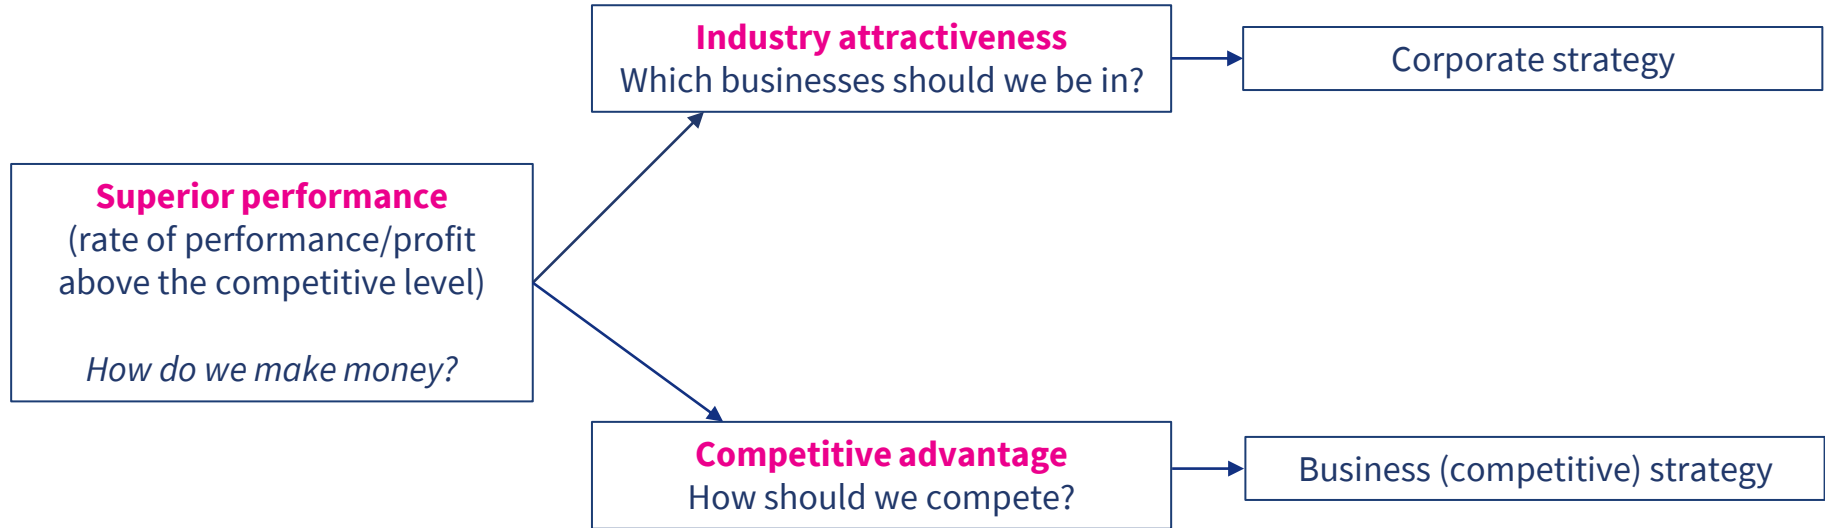 Industry attractiveness
Which businesses should we be in?
Corporate strategy
Superior performance
(rate of performance/profit
above the competitive level)
How do we make money?
Competitive advantage
How should we compete?
Business (competitive) strategy